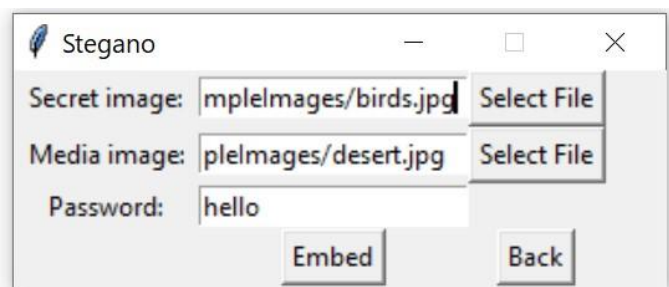 Stegano
Secret image: mpleImages/birds.jpg Select File
Media image: pleImages/desert.jpg Select File
Password: hello
Embed Back